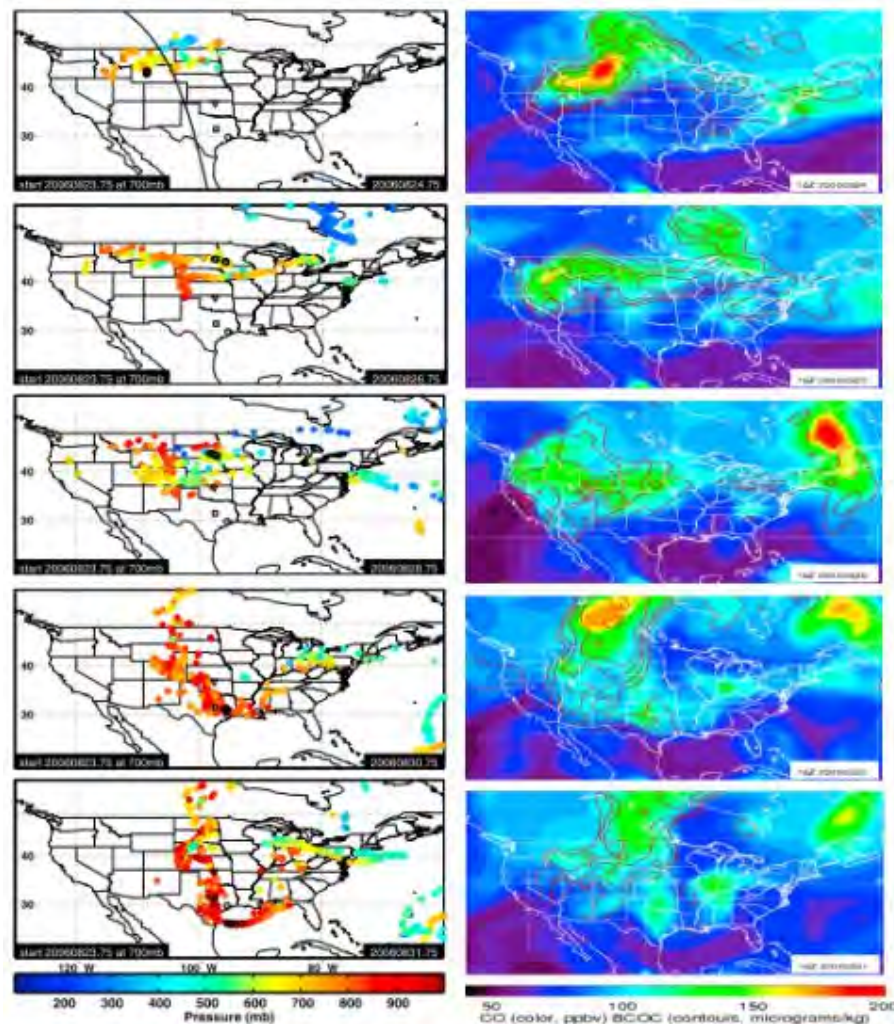 40
30
start 20060823.75 at 700mb
20060824.75
40
30
start 20060823.75 at 700mb
20060826.75
40
30
start 20060823.75 at 700mb
20060828.75
40
30
start 20060823.75 at 700mb
20060830.75
40
30
start 20060823.75 at 700mb
20060831.75
120 W 100 W 80 W
200 300 400 500 600 700 800 900
Pressure (mb)
50 100 150 200
CO (color, ppbv) BCOC (contours, micrograms/kg)